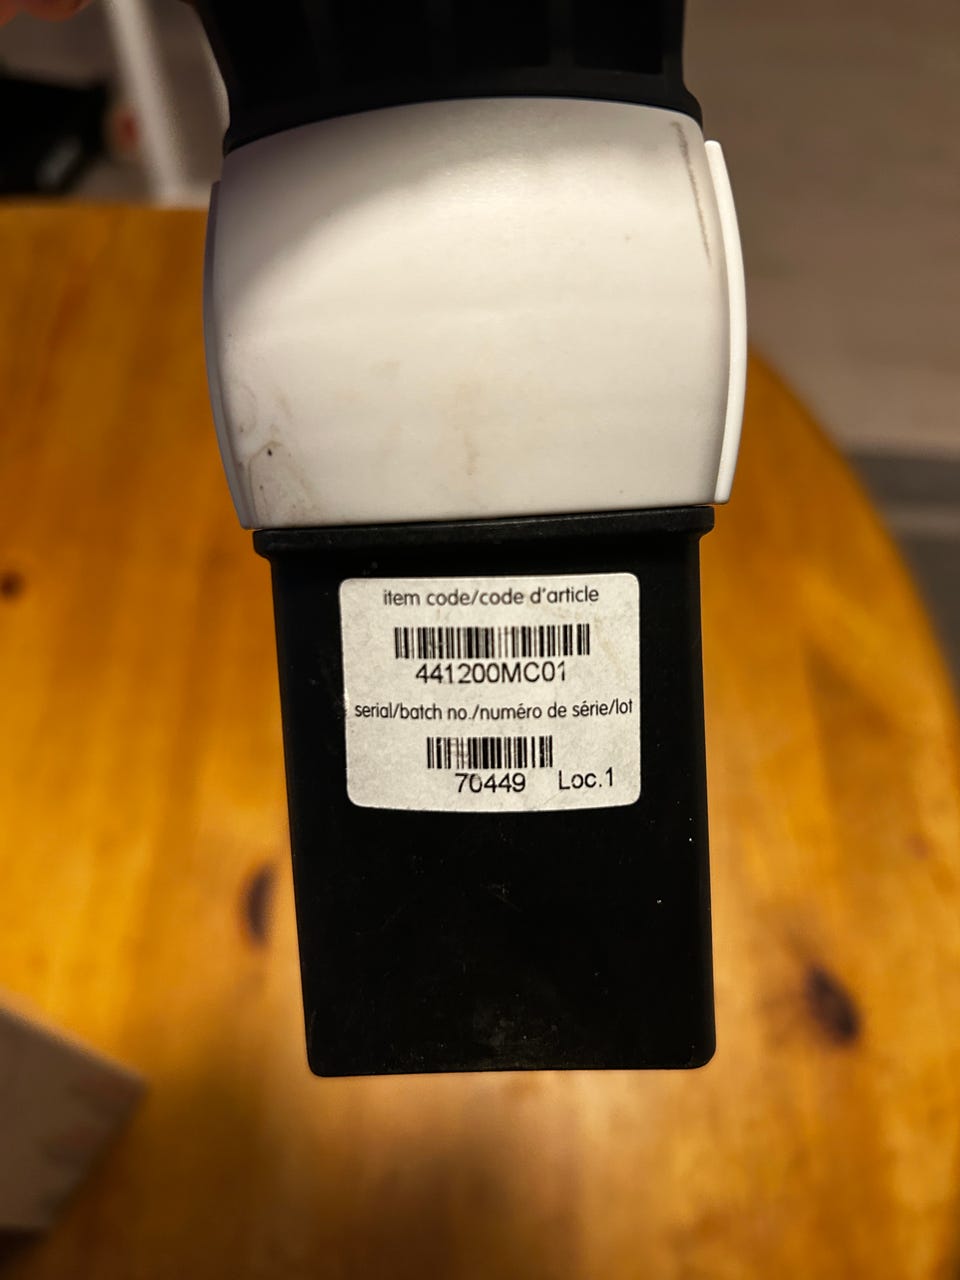 item code/code d'article
441200MC01
serial/batch no./numéro de série/lot
70449 Loc.1